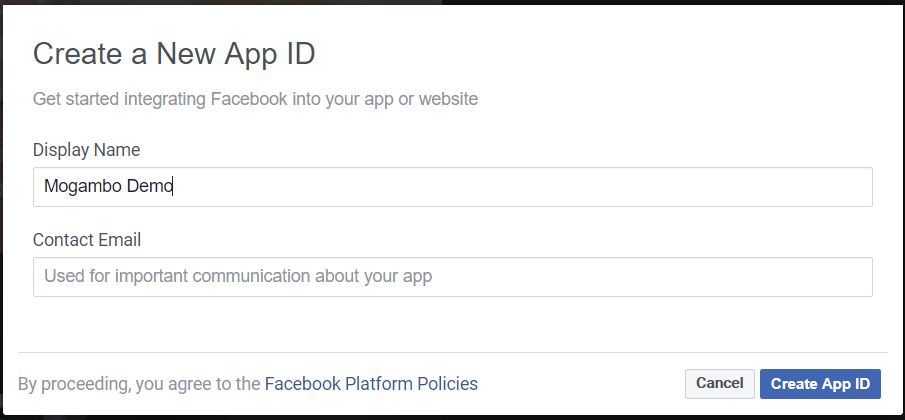 Create a New App ID
Get started integrating Facebook into your app or website
Display Name
Mogambo Demo
Contact Email
Used for important communication about your app
By proceeding, you agree to the Facebook Platform Policies
Cancel
Create App ID